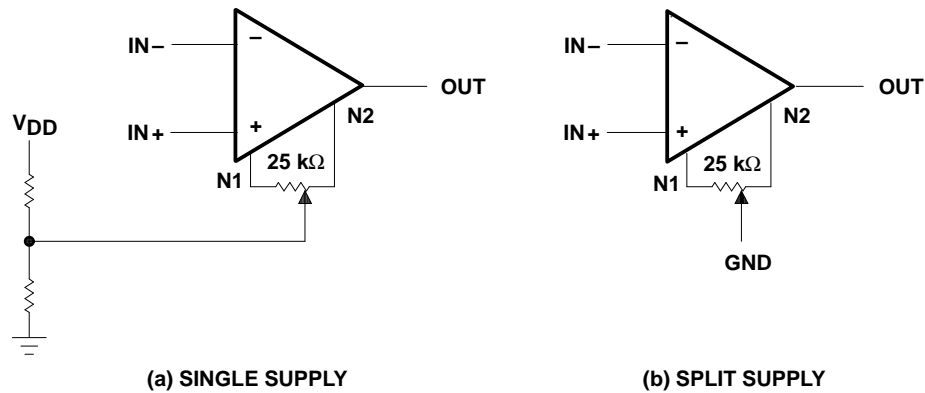 IN−
−
OUT
IN+
+
N2
VDD
N1
25 kΩ
(a) SINGLE SUPPLY
IN−
−
OUT
IN+
+
N2
N1
25 kΩ
GND
(b) SPLIT SUPPLY